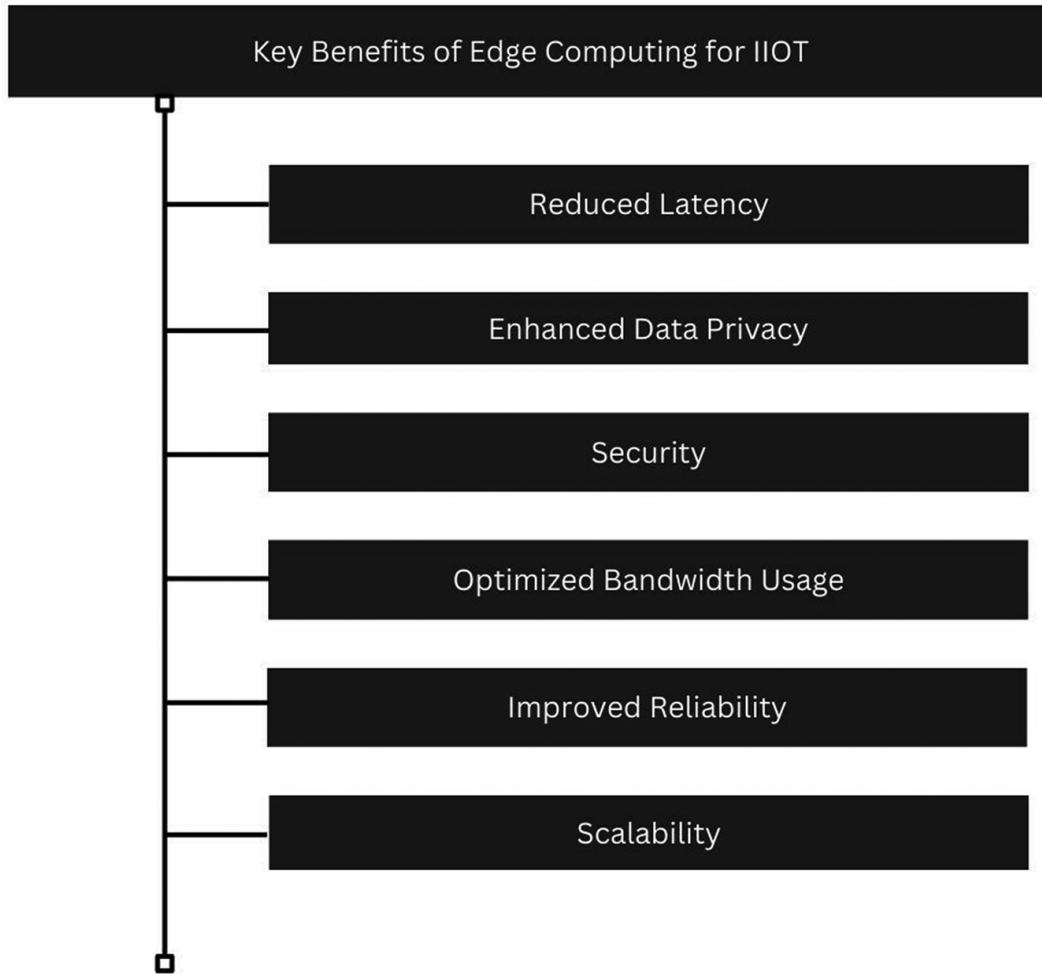 Key Benefits of Edge Computing for IIOT
Reduced Latency
Enhanced Data Privacy
Security
Optimized Bandwidth Usage
Improved Reliability
Scalability